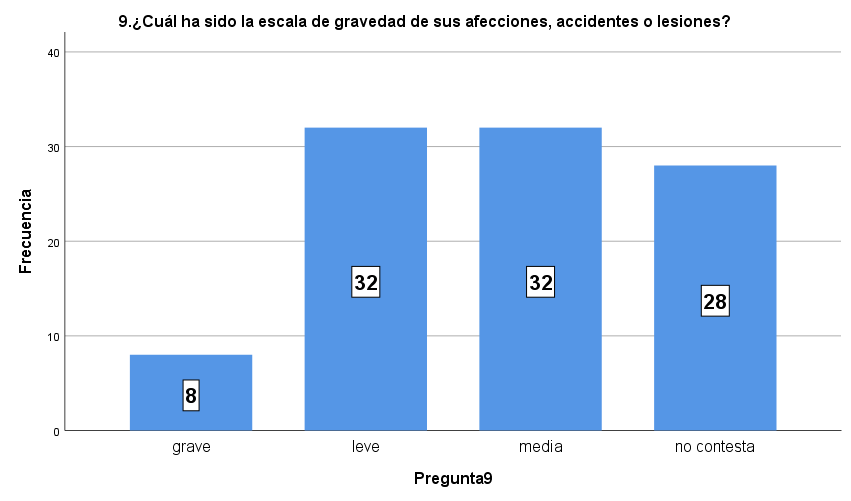 9.¿Cuál ha sido la escala de gravedad de sus afecciones, accidentes o lesiones?
40
30
20
10
0
Frecuencia
8
32
32
28
grave
leve
media
no contesta
Pregunta9